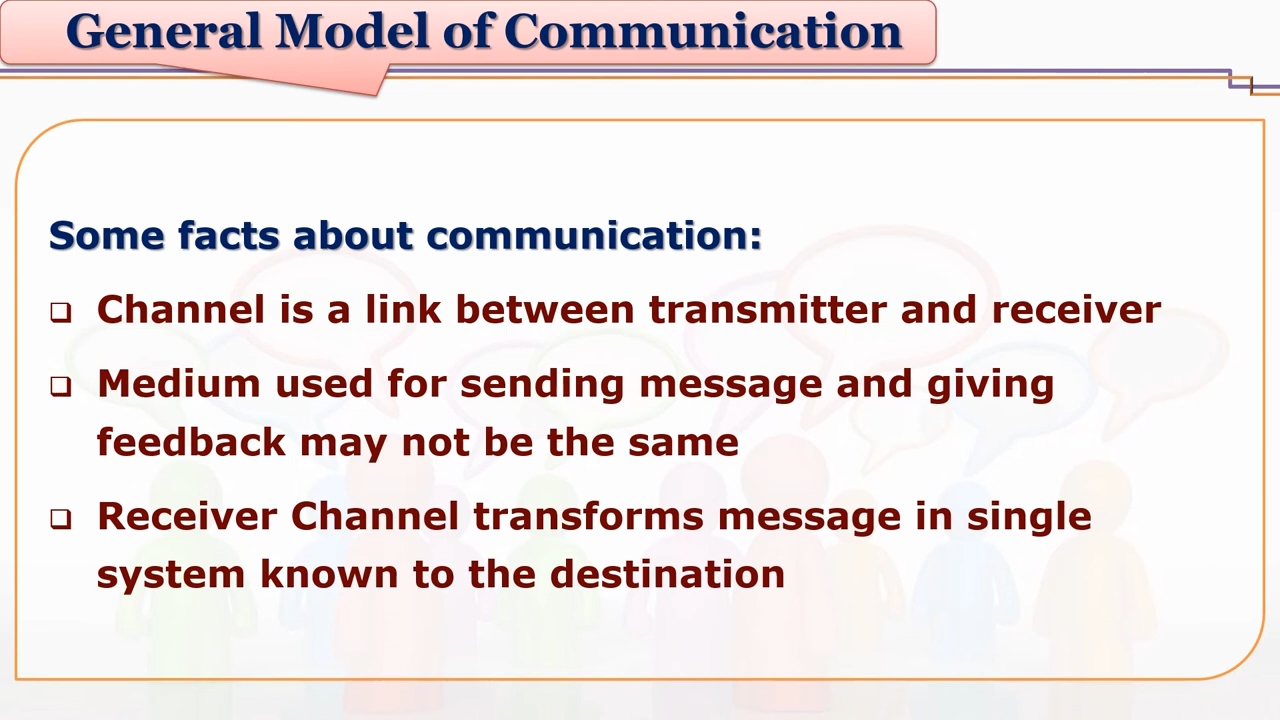 General Model of Communication
Some facts about communication:
❑ Channel is a link between transmitter and receiver
❑ Medium used for sending message and giving
feedback may not be the same
❑ Receiver Channel transforms message in single
system known to the destination